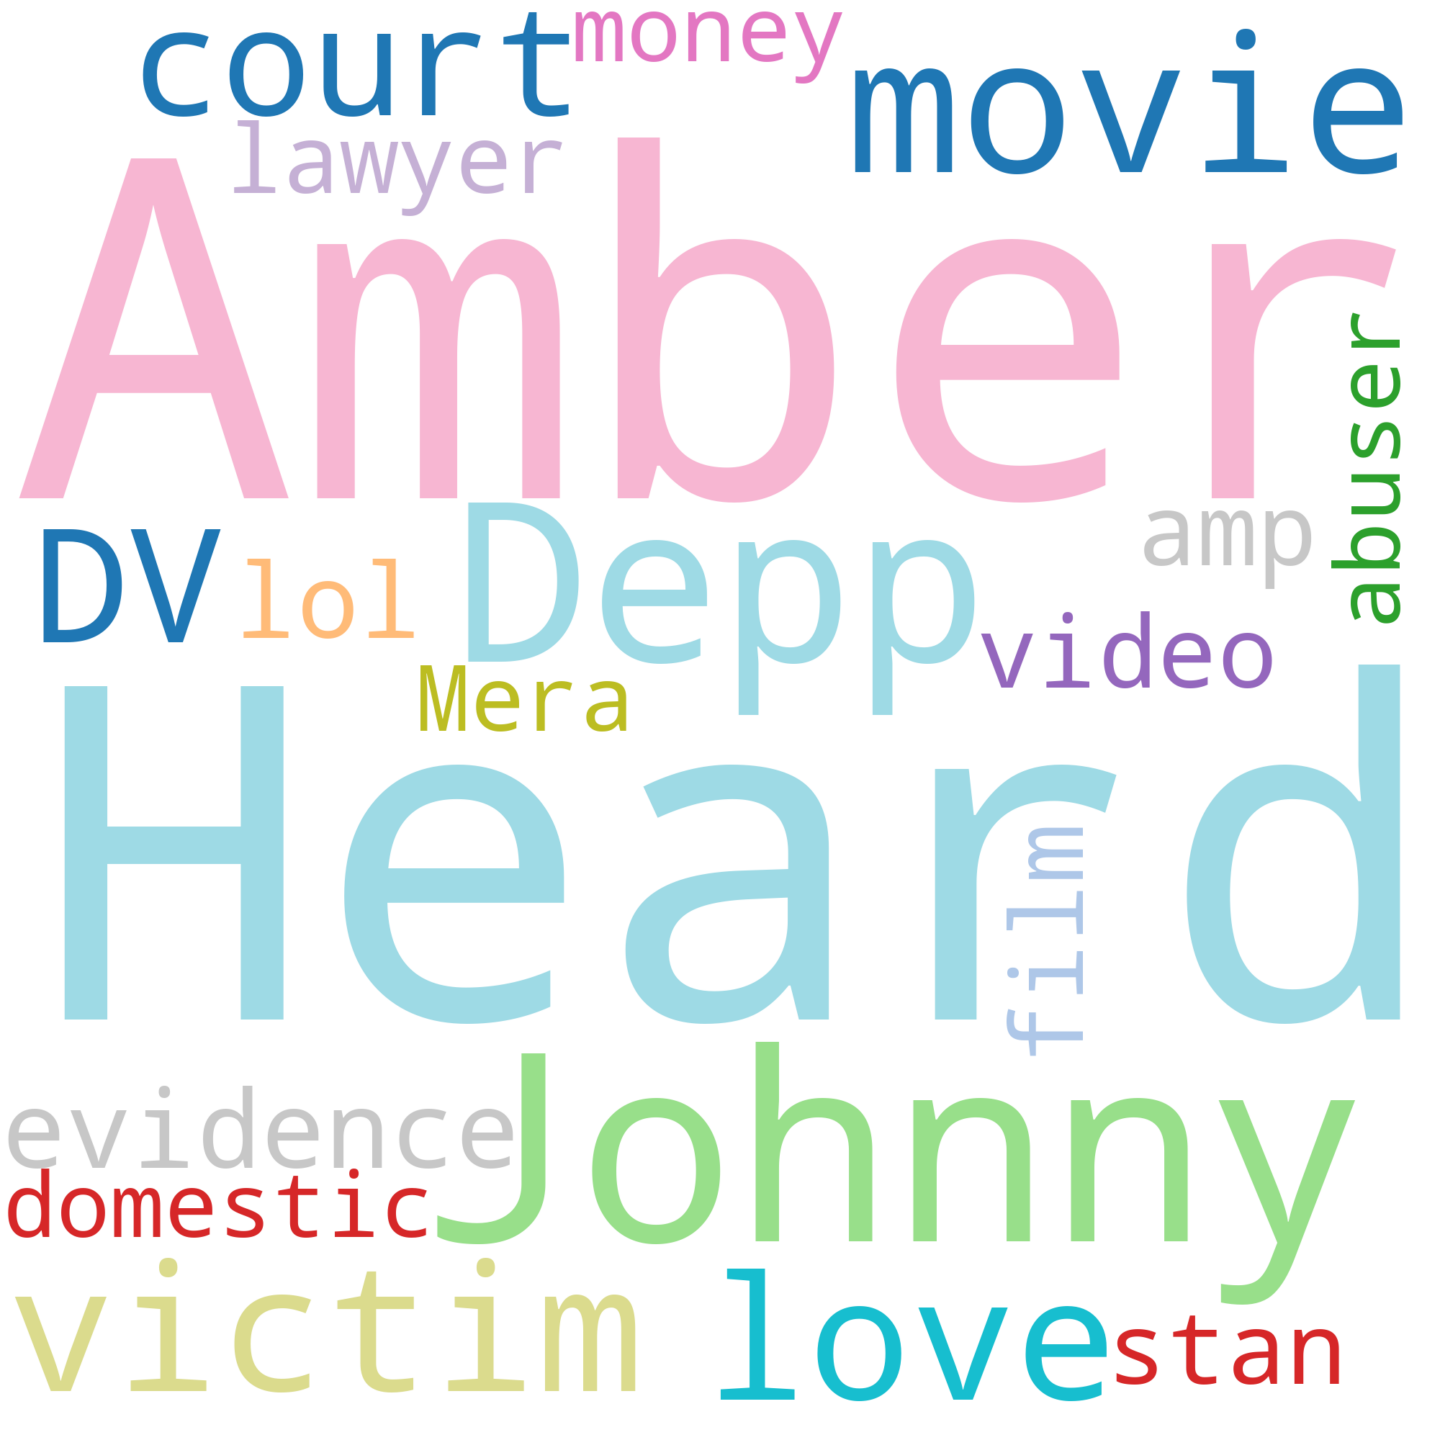 court money movie
lawyer
Amber
abuser
DV lol Depp amp
video
Mera
Heard
film
Johnny
evidence
domestic
victim love stan